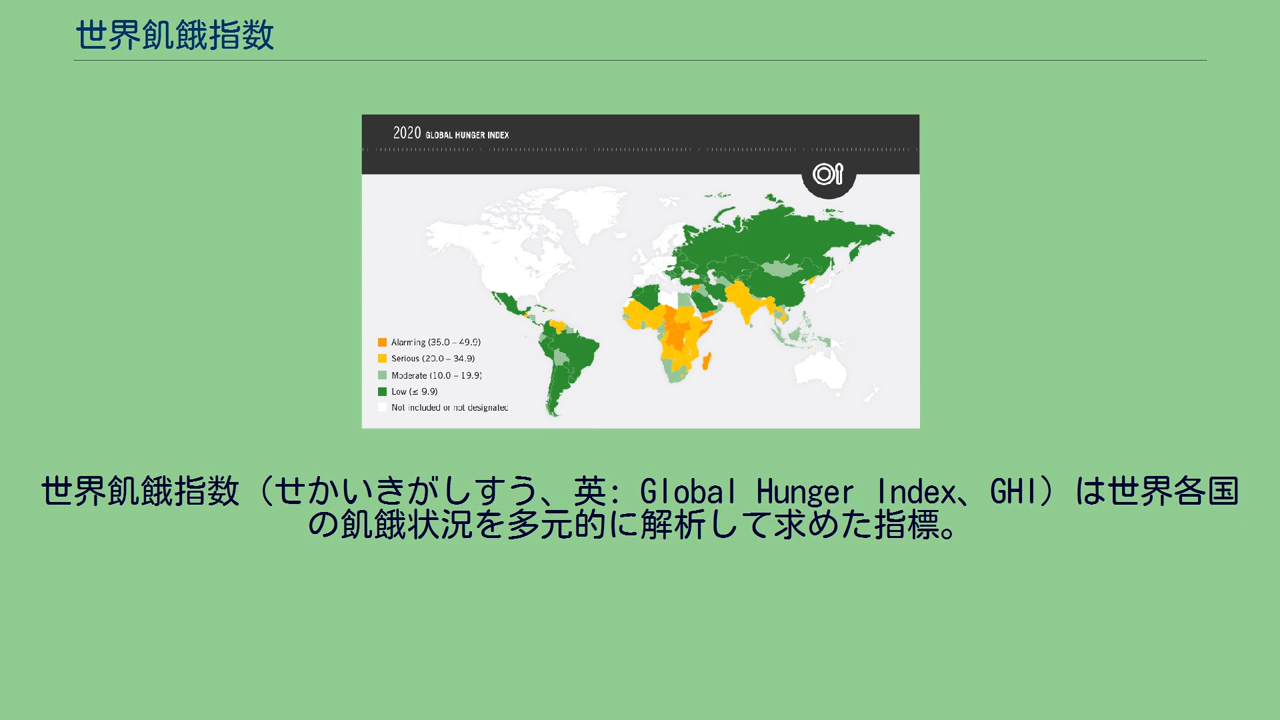 世界飢餓指数
2020 GLOBAL HUNGER INDEX
Alarming (35.0 – 49.9)
Serious (20.0 – 34.9)
Moderate (10.0 – 19.9)
Low (≤ 9.9)
Not included or not designated
世界飢餓指数（せかいきがしすう、英: Global Hunger Index、GHI）は世界各国
の飢餓状況を多元的に解析して求めた指標。